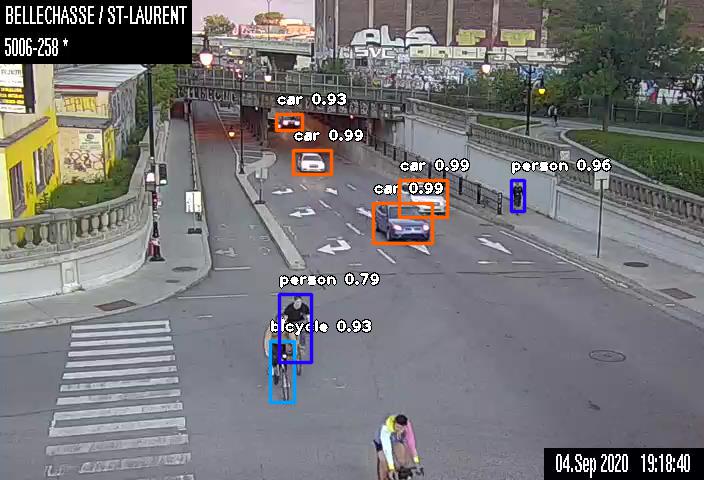 BELLECHASSE / ST-LAURENT
5006-258 *
car 0.93
car 0.99
car 0.99
person 0.96
car 0.99
person 0.79
bicycle 0.93
04.Sep 2020 19:18:40